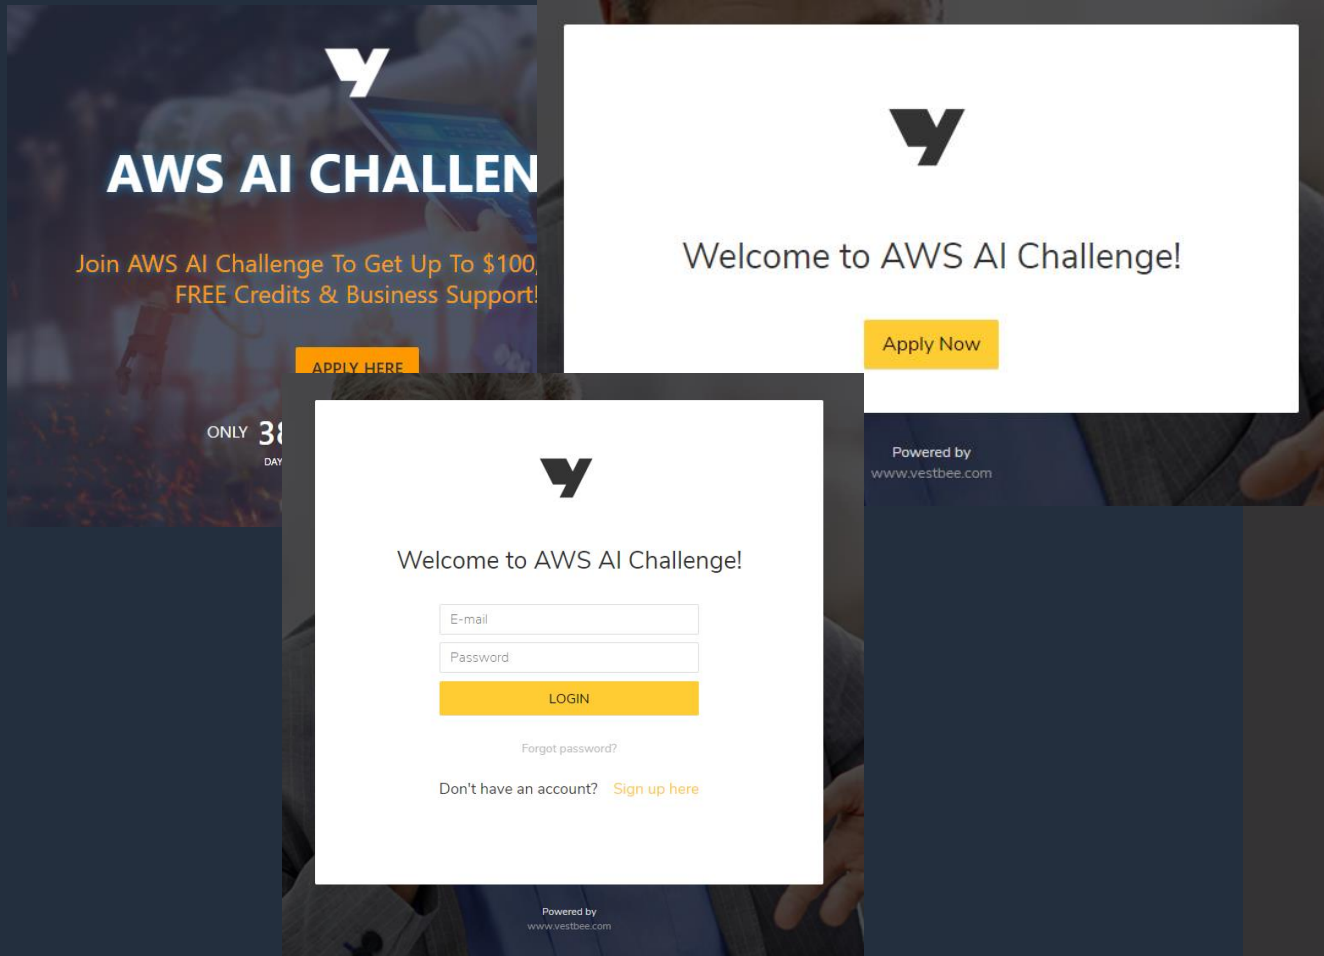 AWS AI CHALLEN
Join AWS AI Challenge To Get Up To $100,
FREE Credits & Business Support!
APPLY HERE
ONLY 38
DAY
Welcome to AWS AI Challenge!
Apply Now
Powered by
www.vestbee.com
Welcome to AWS AI Challenge!
E-mail
Password
LOGIN
Forgot password?
Don't have an account? Sign up here
Powered by
www.vestbee.com